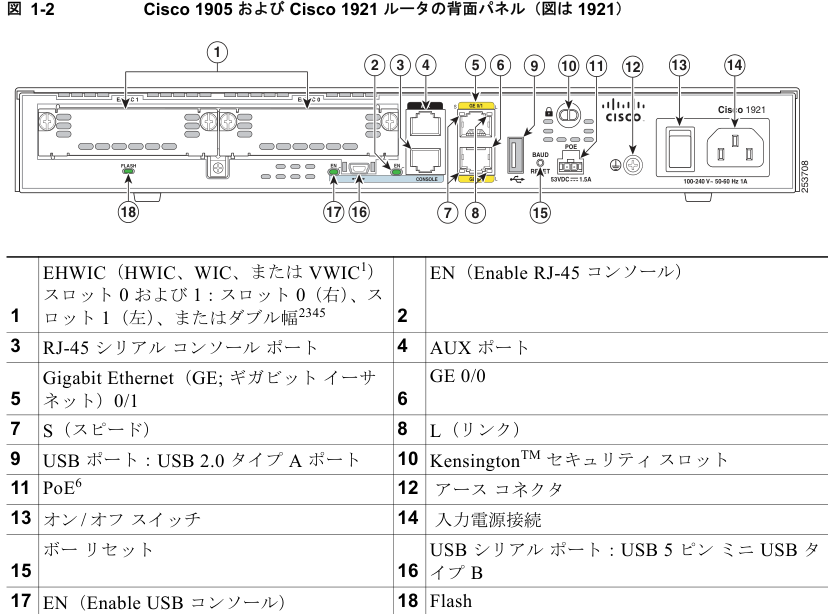 図 1-2 Cisco 1905 および Cisco 1921 ルータの背面パネル（図は 1921）
1
2 3 4 5 6 9 10 11 12 13 14
EHWIC 1
EHWIC 0
S
GE 0/1
CISCO
Cisco 1921
BAUD
RESET
POE
FLASH
EN
EN
CONSOLE
L
53VDC 1.5A
100-240 V~ 50-60 Hz 1A
253708
18 17 16 7 8 15
1 EHWIC（HWIC、WIC、または VWIC1）
スロット 0 および 1：スロット 0（右）、ス
ロット 1（左）、またはダブル幅2345
2 EN（Enable RJ-45 コンソール）
3 RJ-45 シリアル コンソール ポート
4 AUX ポート
5 Gigabit Ethernet（GE; ギガビット イーサ
ネット）0/1
6 GE 0/0
7 S（スピード）
8 L（リンク）
9 USB ポート：USB 2.0 タイプ A ポート
10 Kensington™ セキュリティ スロット
11 PoE6
12 アース コネクタ
13 オン/オフ スイッチ
14 入力電源接続
15 ボー リセット
16 USB シリアル ポート：USB 5 ピン ミニ USB タ
イプ B
17 EN（Enable USB コンソール）
18 Flash